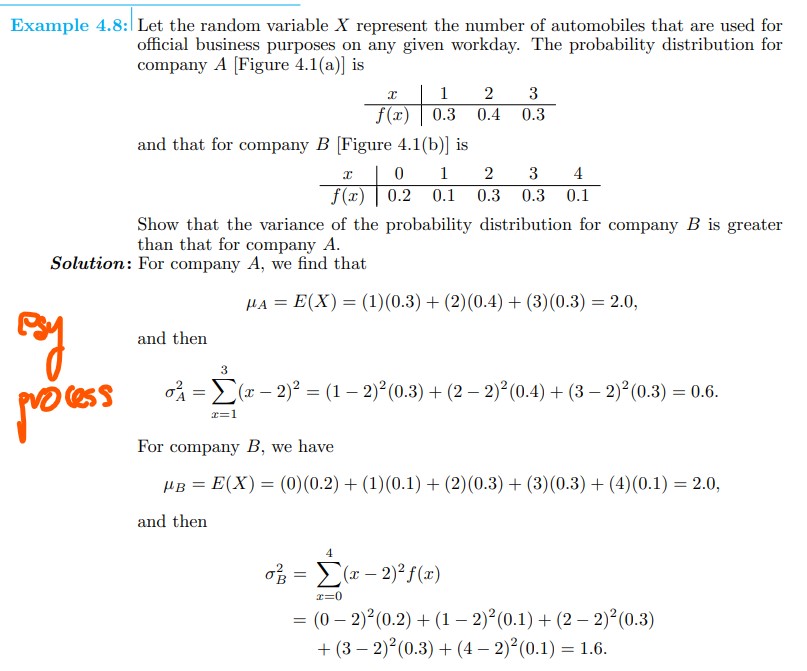 Example 4.8: Let the random variable X represent the number of automobiles that are used for
official business purposes on any given workday. The probability distribution for
company A [Figure 4.1(a)] is
x 1 2 3
f(x) 0.3 0.4 0.3
and that for company B [Figure 4.1(b)] is
x 0 1 2 3 4
f(x) 0.2 0.1 0.3 0.3 0.1
Show that the variance of the probability distribution for company B is greater
than that for company A.
Solution: For company A, we find that
μ_A = E(X) = (1)(0.3) + (2)(0.4) + (3)(0.3) = 2.0,
and then
process
σ²_A = ∑_{x=1}^{3} (x − 2)² = (1 − 2)²(0.3) + (2 − 2)²(0.4) + (3 − 2)²(0.3) = 0.6.
For company B, we have
μ_B = E(X) = (0)(0.2) + (1)(0.1) + (2)(0.3) + (3)(0.3) + (4)(0.1) = 2.0,
and then
σ²_B = ∑_{x=0}^{4} (x − 2)² f(x)
= (0 − 2)²(0.2) + (1 − 2)²(0.1) + (2 − 2)²(0.3)
+ (3 − 2)²(0.3) + (4 − 2)²(0.1) = 1.6.